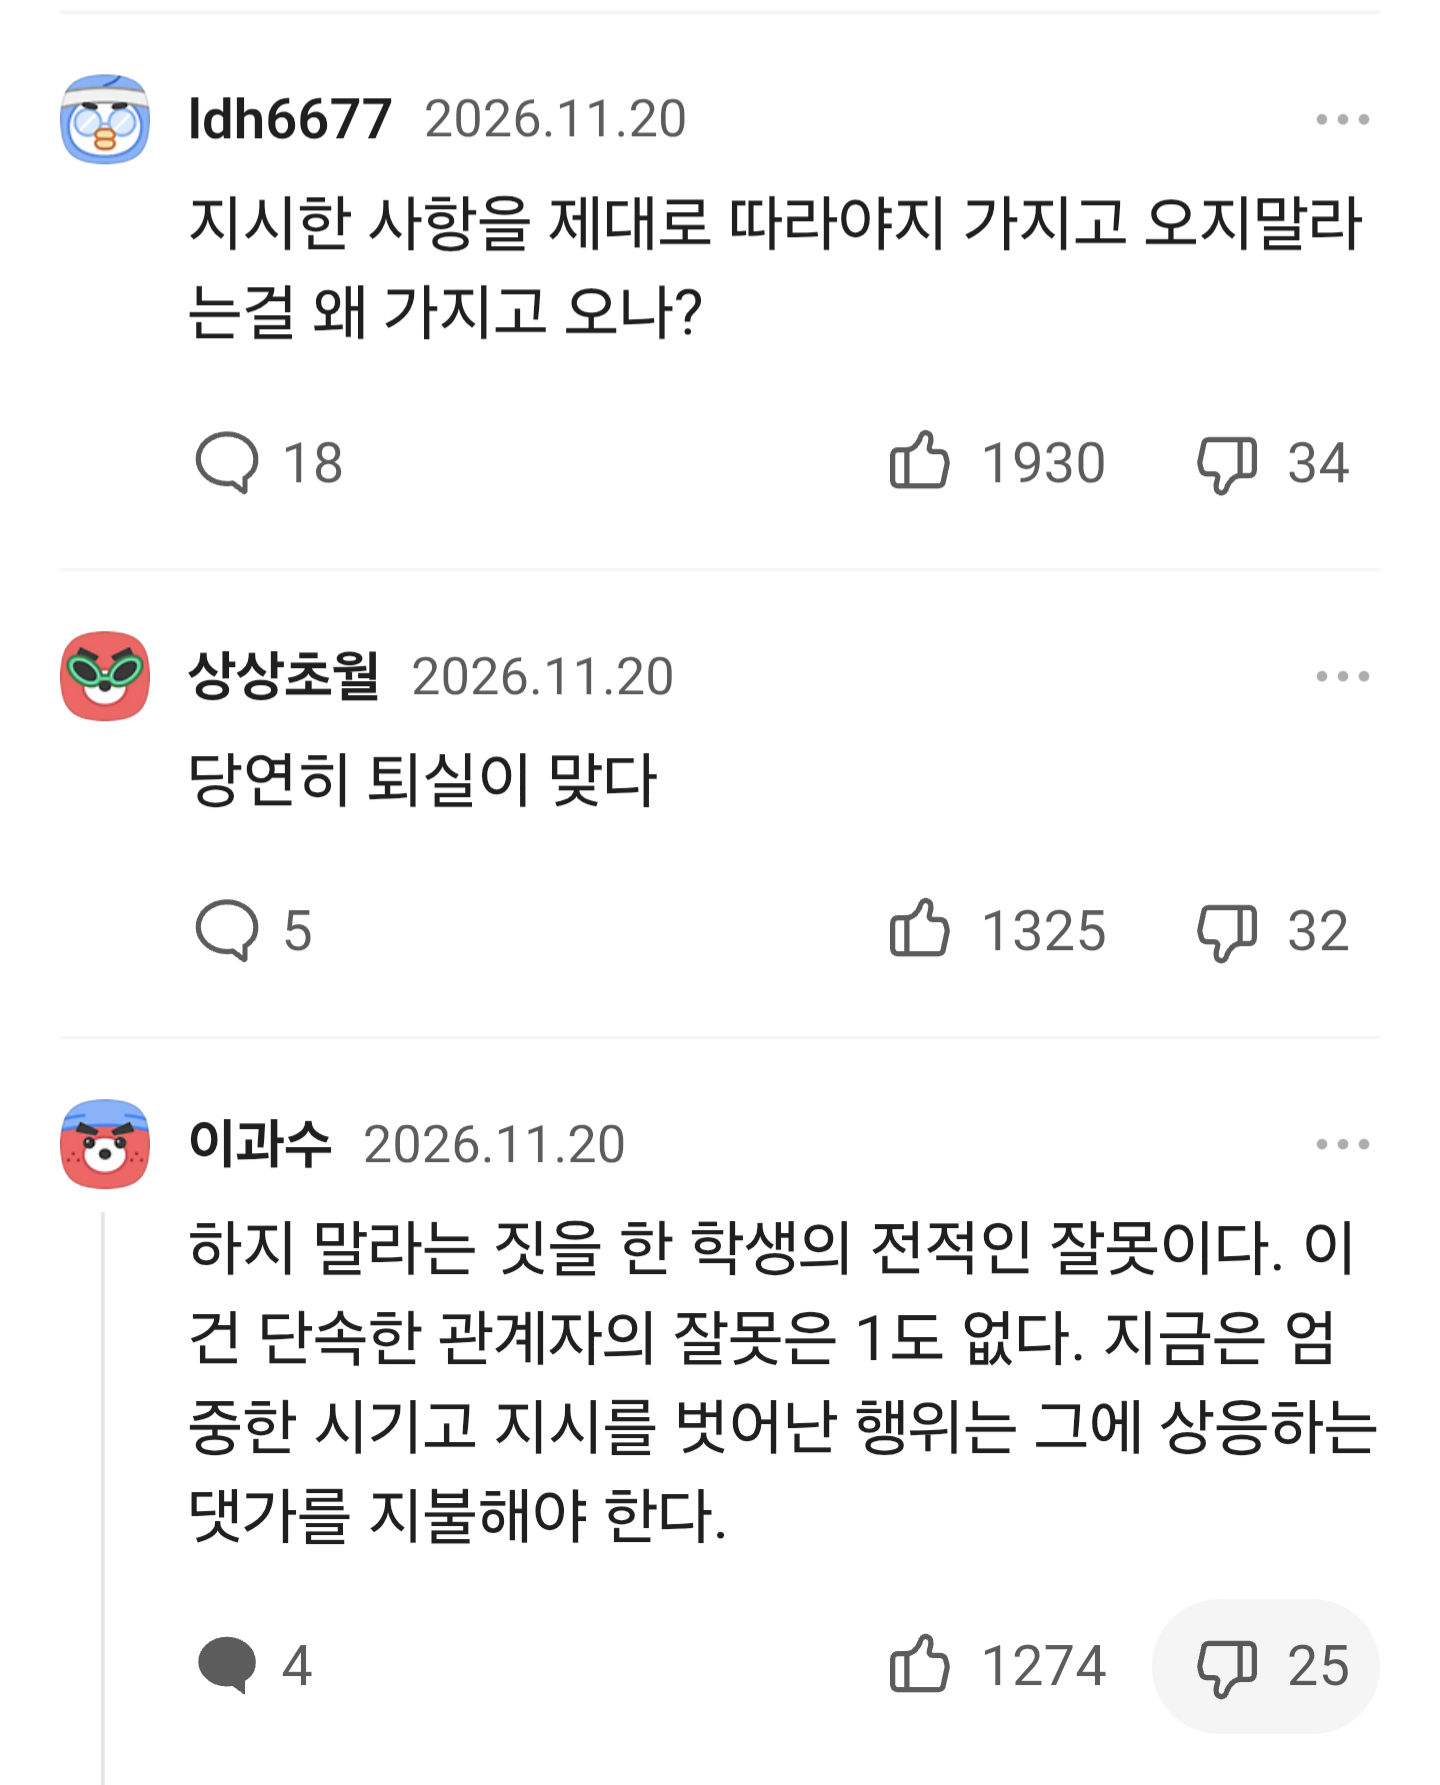 ldh6677 2026.11.20
지시한 사항을 제대로 따라야지 가지고 오지말라
는걸 왜 가지고 오나?
18 1930 34
상상초월 2026.11.20
당연히 퇴실이 맞다
5 1325 32
이과수 2026.11.20
하지 말라는 짓을 한 학생의 전적인 잘못이다. 이
건 단속한 관계자의 잘못은 1도 없다. 지금은 엄
중한 시기고 지시를 벗어난 행위는 그에 상응하는
댓가를 지불해야 한다.
4 1274 25